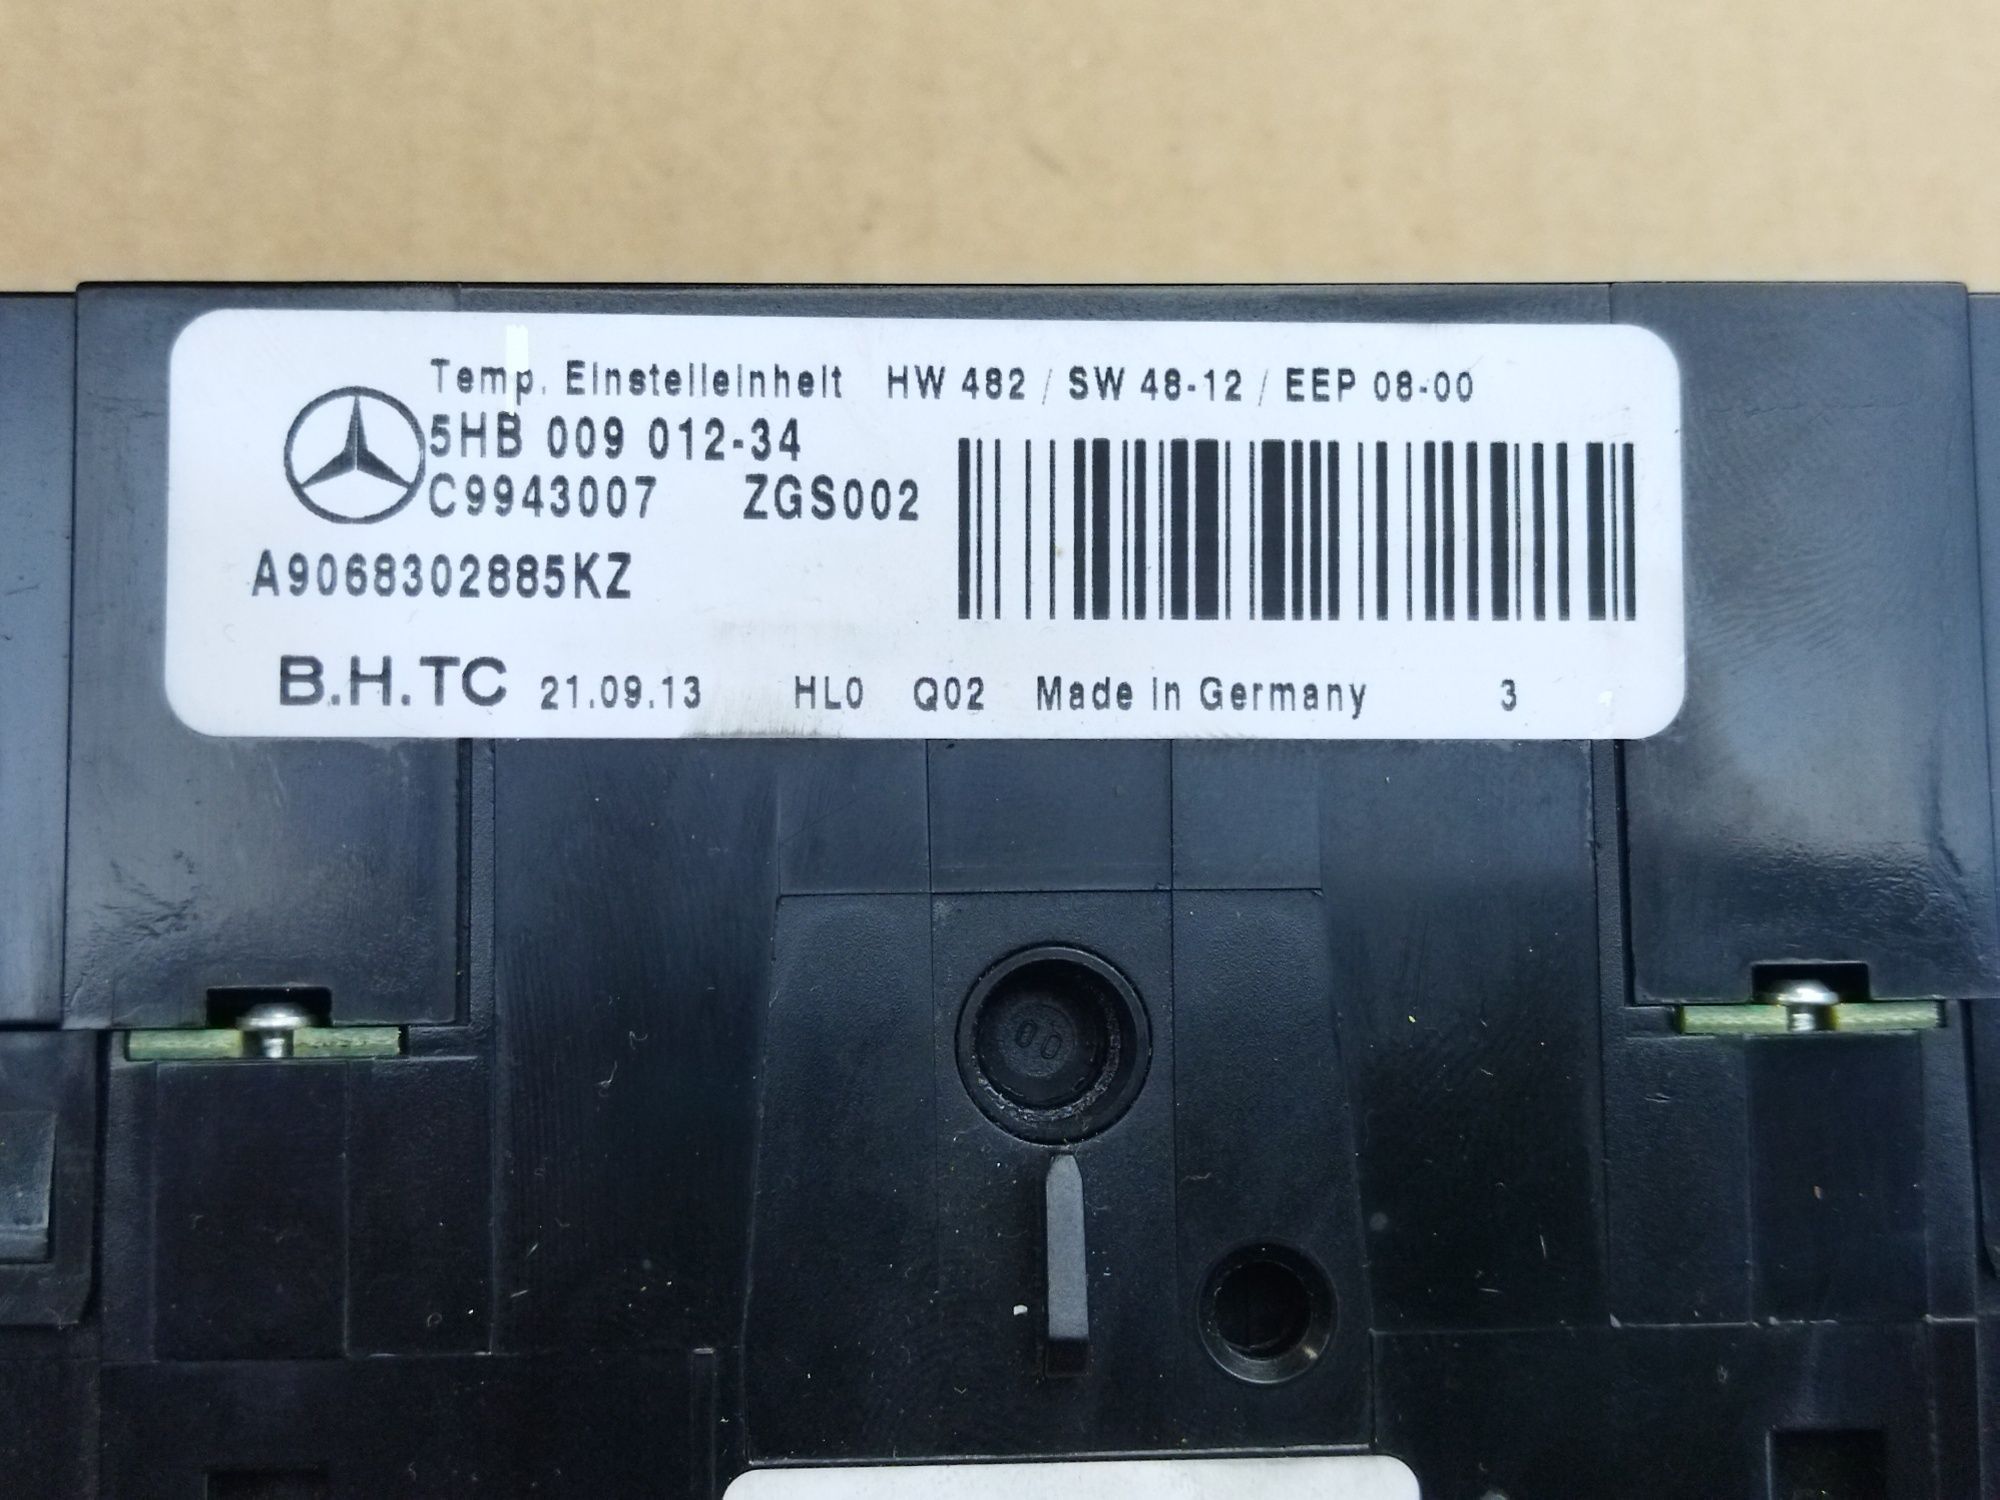 Temp. Einstelleinheit HW 482 / SW 48-12 / EEP 08-00
5HB 009 012-34
C9943007 ZGS002
A9068302885KZ
B.H.TC 21.09.13 HL0 Q02 Made in Germany 3
00